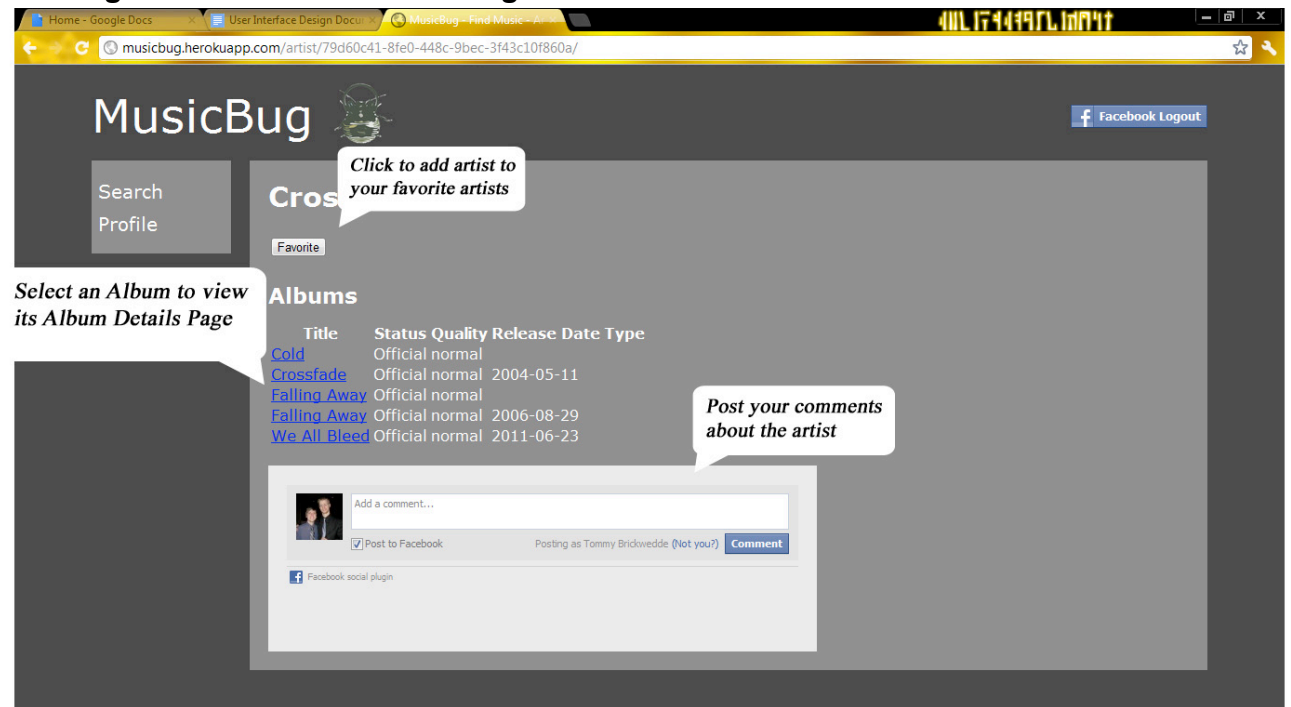 Home - Google Docs
User Interface Design Docu
MusicBug - Find Music - Ar
musicbug.herokuapp.com/artist/79d60c41-8fe0-448c-9bec-3f43c10f860a/
MusicBug
Facebook Logout
Search
Profile
Click to add artist to
your favorite artists
Cros
Favorite
Select an Album to view
its Album Details Page
Albums
Title Status Quality Release Date Type
Cold Official normal
Crossfade Official normal 2004-05-11
Falling Away Official normal
Falling Away Official normal 2006-08-29
We All Bleed Official normal 2011-06-23
Post your comments
about the artist
Add a comment...
Post to Facebook
Posting as Tommy Brickwedde (Not you?)
Comment
Facebook social plugin